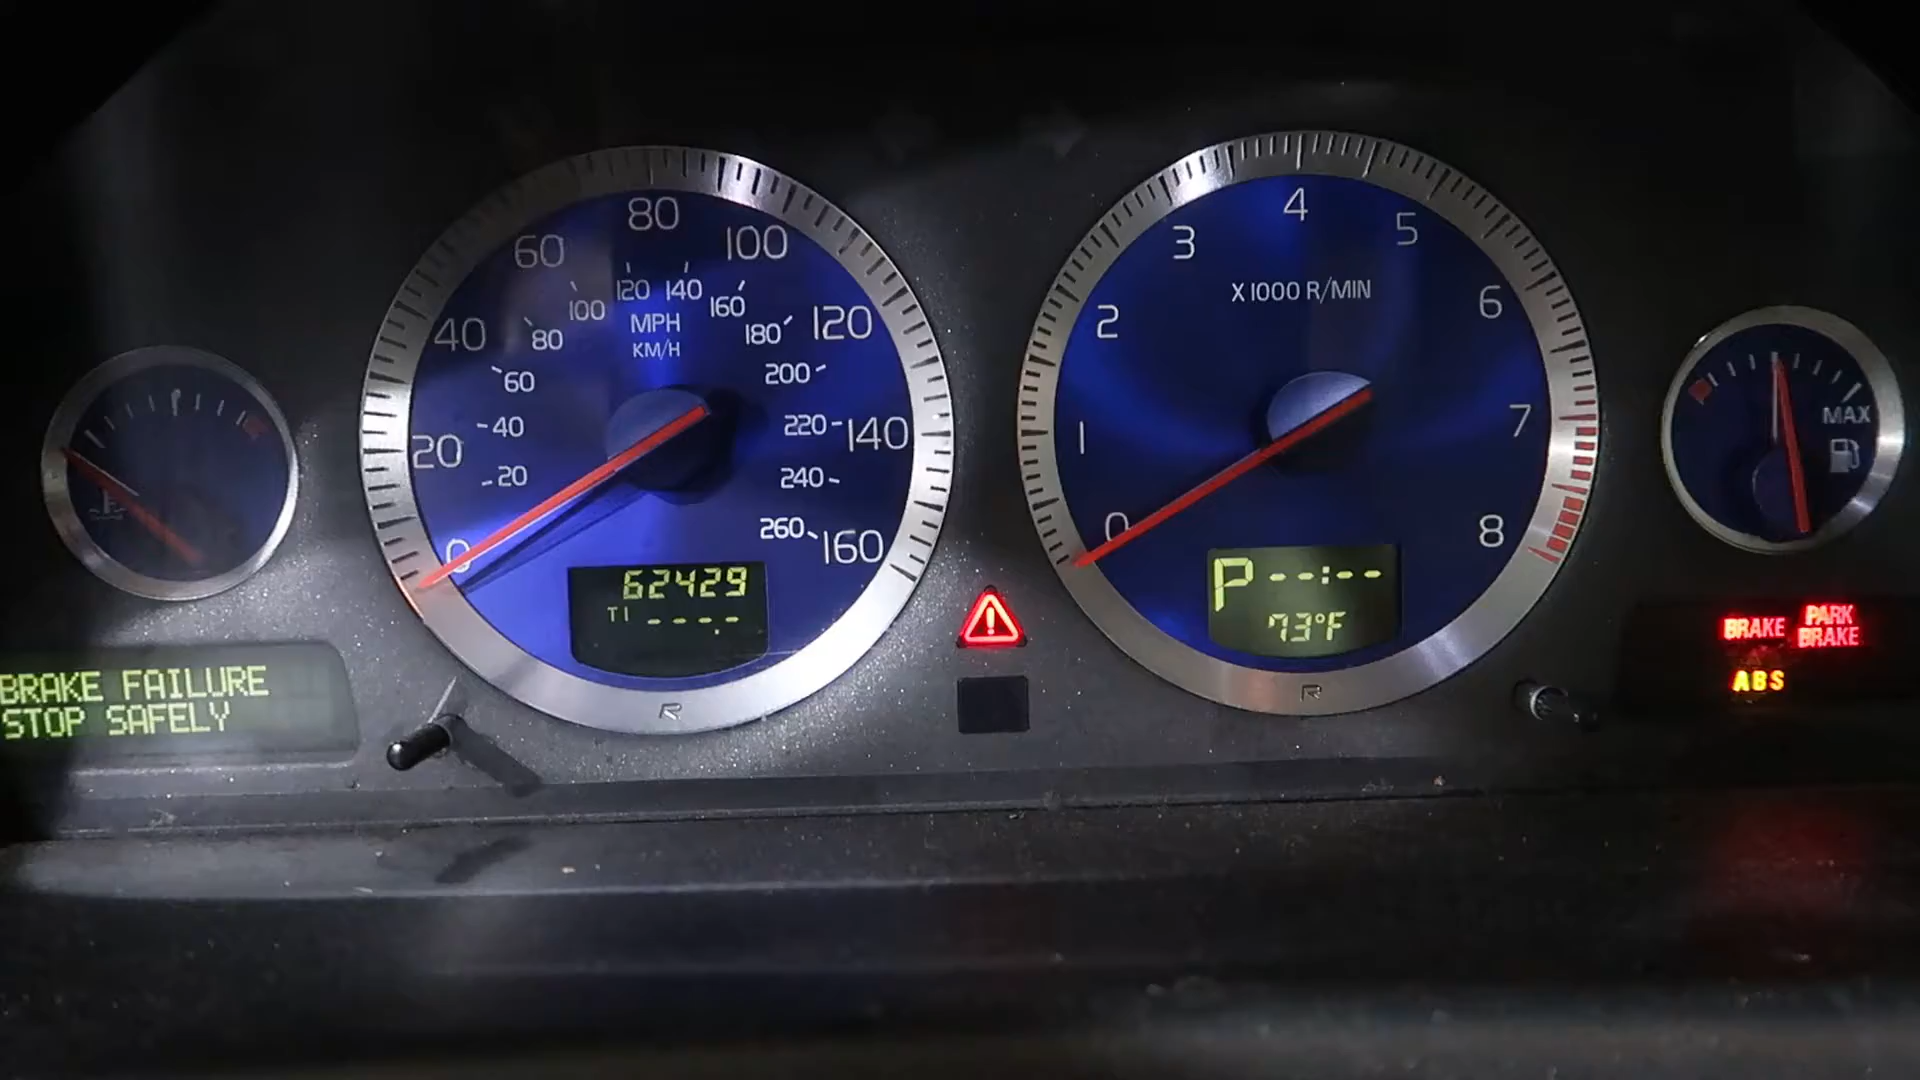 BRAKE FAILURE
STOP SAFELY
0
20
40
60
80
100
120
140
160
20
40
60
80
100
120
140
160
180
200
220
240
260
MPH
KM/H
62429
T1 ---.-
R
0
1
2
3
4
5
6
7
8
X 1000 R/MIN
P --:--
73°F
R
MAX
BRAKE
PARK
BRAKE
ABS